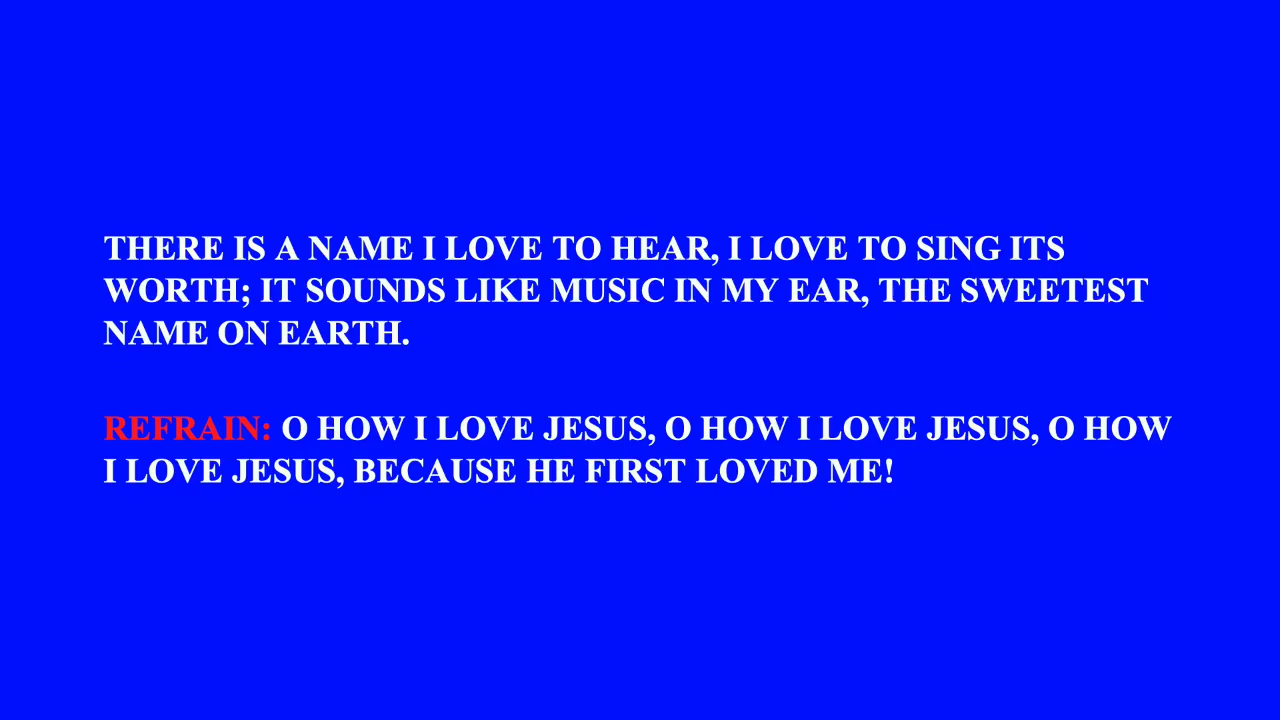 THERE IS A NAME I LOVE TO HEAR, I LOVE TO SING ITS
WORTH; IT SOUNDS LIKE MUSIC IN MY EAR, THE SWEETEST
NAME ON EARTH.
REFRAIN: O HOW I LOVE JESUS, O HOW I LOVE JESUS, O HOW
I LOVE JESUS, BECAUSE HE FIRST LOVED ME!